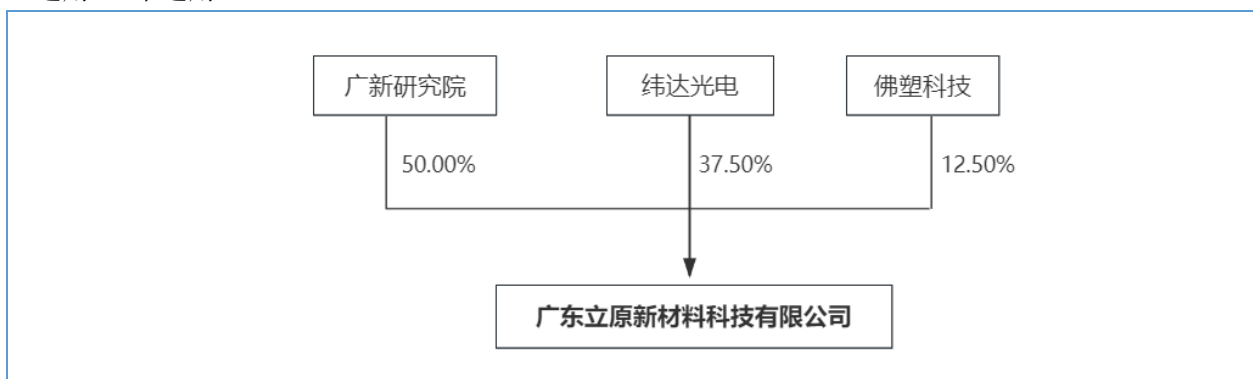 广新研究院
纬达光电
佛塑科技
50.00%
37.50%
12.50%
广东立原新材料科技有限公司